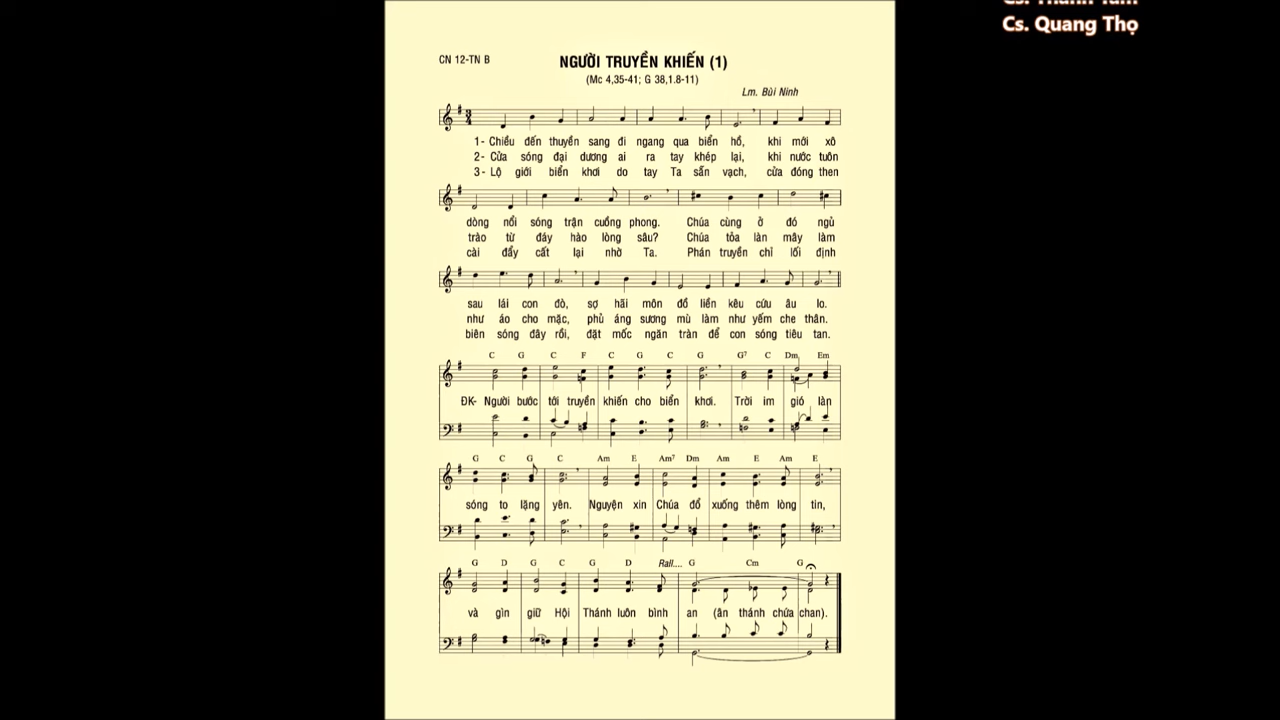 Cs. Thanh Tâm
Cs. Quang Thọ
CN 12-TN B
NGƯỜI TRUYỀN KHIẾN (1)
(Mc 4,35-41; G 38,1.8-11)
Lm. Bùi Ninh
3 4
1- Chiều đến thuyền sang đi ngang qua biển hồ, khi mới xô
2- Cửa sóng đại dương ai ra tay khép lại, khi nước tuôn
3- Lộ giới biển khơi do tay Ta sẵn vạch, cửa đóng then
dòng nổi sóng trận cuồng phong. Chúa cùng ở đó ngủ
trào từ đáy hào lòng sâu? Chúa tỏa làn mây làm
cài đẩy cất lại nhờ Ta. Phán truyền chỉ lối định
sau lái con đò, sợ hãi môn đồ liền kêu cứu âu lo.
như áo cho mặc, phủ áng sương mù làm như yếm che thân.
biên sóng đây rồi, đặt mốc ngăn tràn để con sóng tiêu tan.
C G C F C G C G G7 C Dm Em
ĐK- Người bước tới truyền khiến cho biển khơi. Trời im gió làn
G C G C Am E Am7 Dm Am E Am E
sóng to lặng yên. Nguyện xin Chúa đổ xuống thêm lòng tin,
G D G C G D Rall.... G Cm G
và gìn giữ Hội Thánh luôn bình an (ân thánh chứa chan).